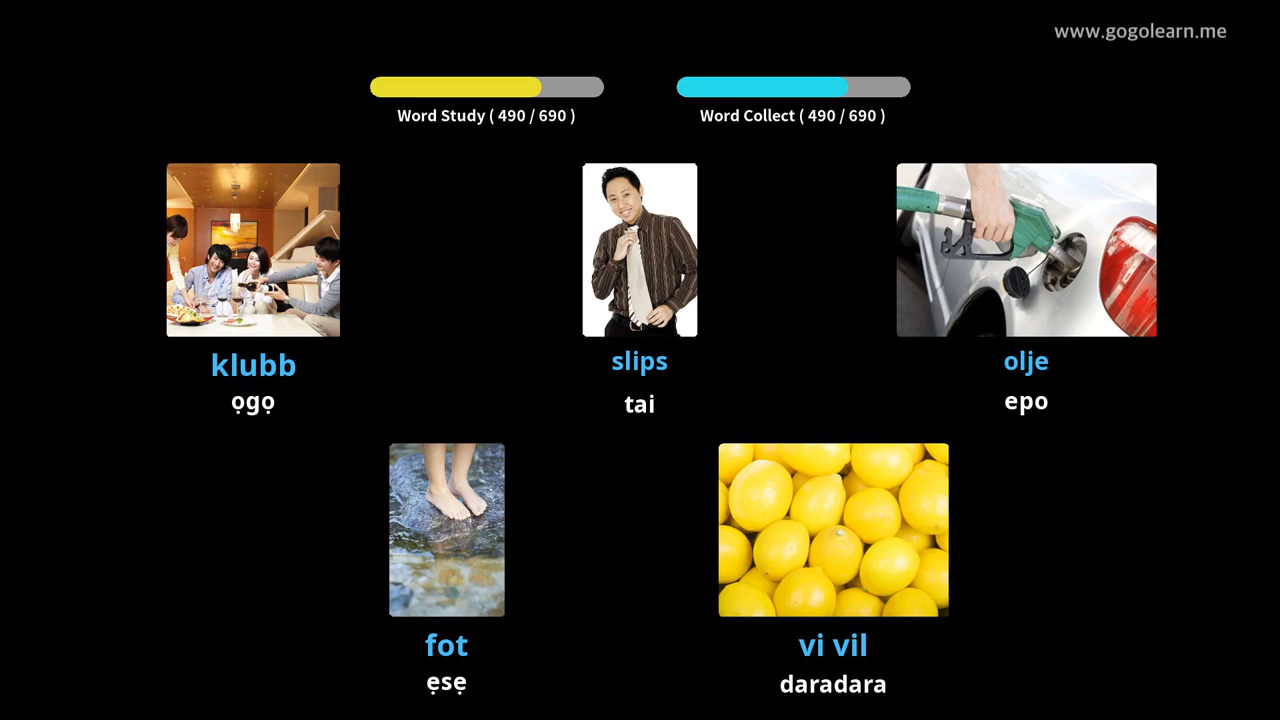 www.gogolearn.me
Word Study ( 490 / 690 )
Word Collect ( 490 / 690 )
klubb
ọgọ
slips
tai
olje
epo
fot
ẹsẹ
vi vil
daradara